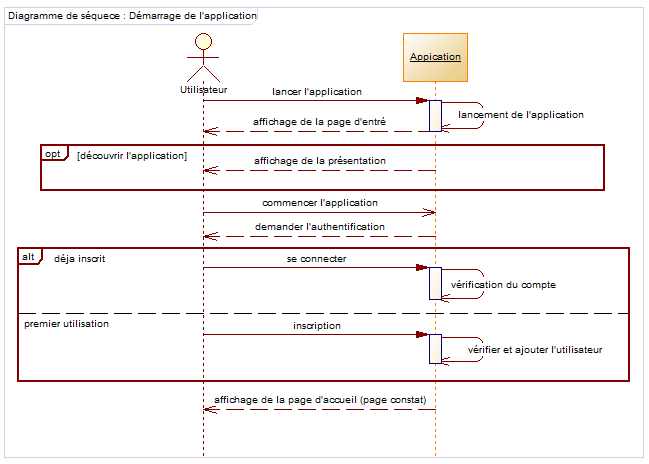 Diagramme de séquece : Démarrage de l'application
Utilisateur
Appication
lancer l'application
lancement de l'application
affichage de la page d'entré
opt
[découvrir l'application]
affichage de la présentation
commencer l'application
demander l'authentification
alt
déja inscrit
se connecter
vérification du compte
premier utilisation
inscription
vérifier et ajouter l'utilisateur
affichage de la page d'accueil (page constat)